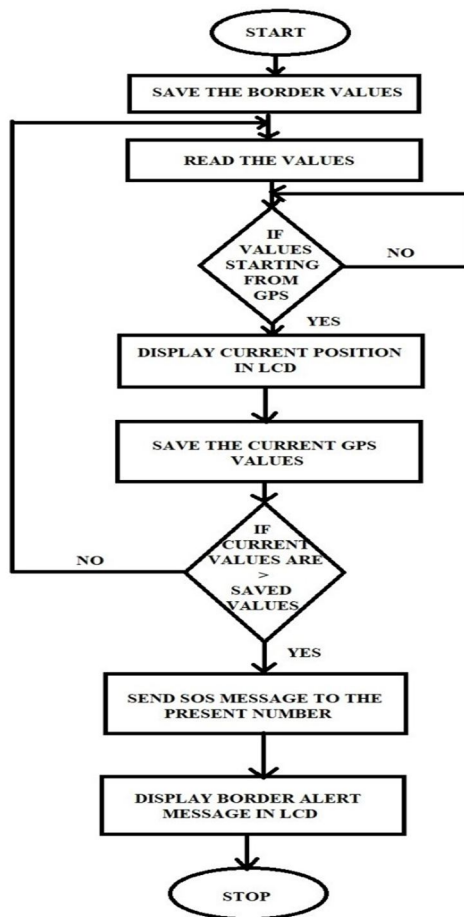 START
SAVE THE BORDER VALUES
READ THE VALUES
IF
VALUES
STARTING
FROM
GPS
NO
YES
DISPLAY CURRENT POSITION
IN LCD
SAVE THE CURRENT GPS
VALUES
IF
CURRENT
VALUES ARE
>
SAVED
VALUES
NO
YES
SEND SOS MESSAGE TO THE
PRESENT NUMBER
DISPLAY BORDER ALERT
MESSAGE IN LCD
STOP